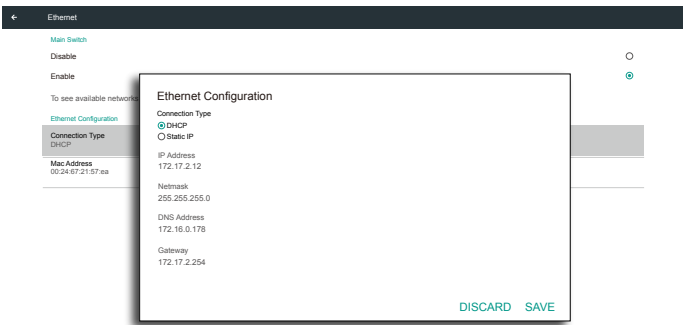 Ethernet
Main Switch
Disable
Enable
To see available networks
Ethernet Configuration
Connection Type
DHCP
Mac Address
00:24:67:21:57:ea
Ethernet Configuration
Connection Type
DHCP
Static IP
IP Address
172.17.2.12
Netmask
255.255.255.0
DNS Address
172.16.0.178
Gateway
172.17.2.254
DISCARD SAVE